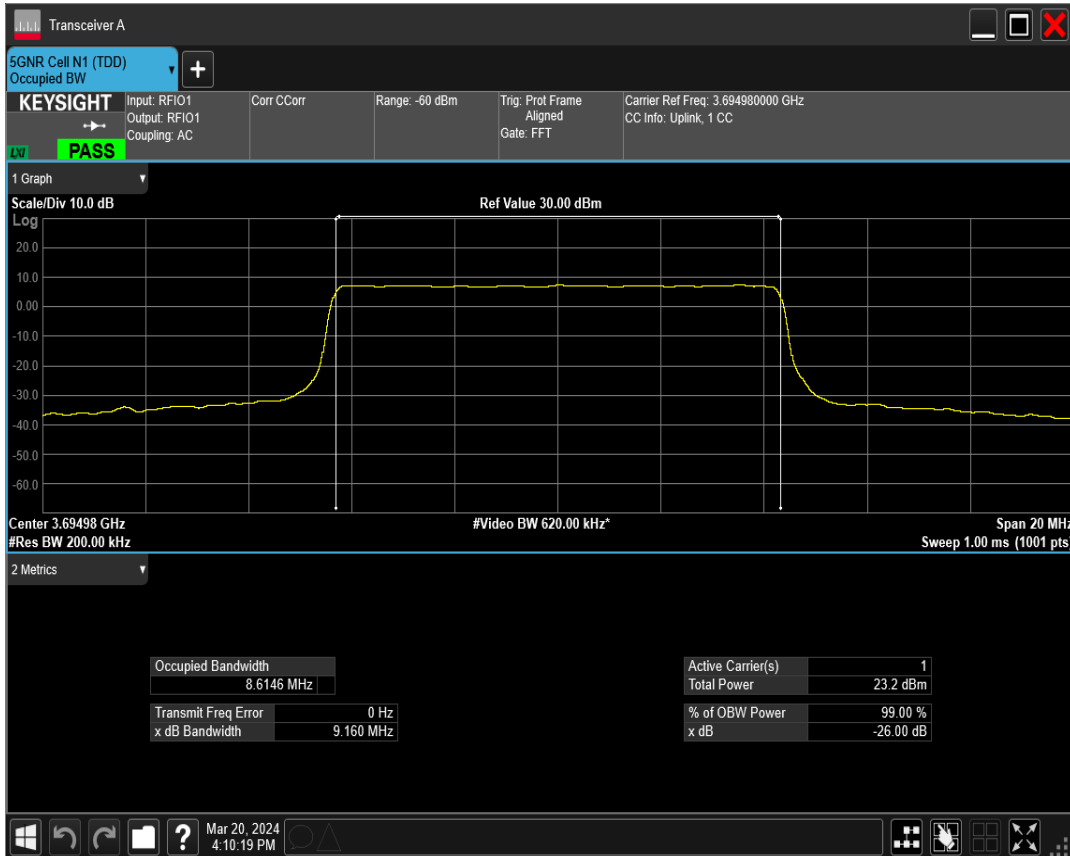 Transceiver A
5GNR Cell N1 (TDD)
Occupied BW
+
KEYSIGHT
LXI
PASS
Input: RFIO1
Output: RFIO1
Coupling: AC
Corr CCorr
Range: -60 dBm
Trig: Prot Frame
Aligned
Gate: FFT
Carrier Ref Freq: 3.694980000 GHz
CC Info: Uplink, 1 CC
1 Graph
Scale/Div 10.0 dB
Ref Value 30.00 dBm
Log
20.0
10.0
0.00
-10.0
-20.0
-30.0
-40.0
-50.0
-60.0
Center 3.69498 GHz
#Video BW 620.00 kHz*
Span 20 MHz
#Res BW 200.00 kHz
Sweep 1.00 ms (1001 pts)
2 Metrics
Occupied Bandwidth
8.6146 MHz
Transmit Freq Error 0 Hz
x dB Bandwidth 9.160 MHz
Active Carrier(s) 1
Total Power 23.2 dBm
% of OBW Power 99.00 %
x dB -26.00 dB
?
Mar 20, 2024
4:10:19 PM